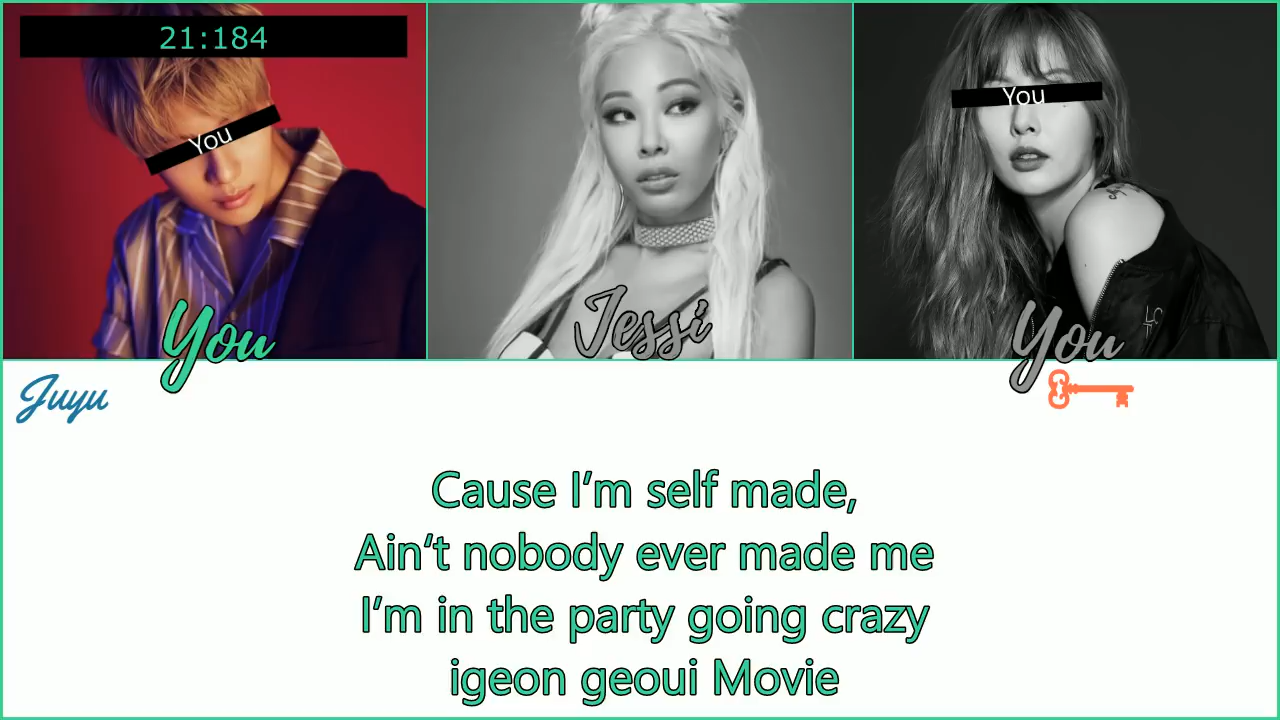 21:184
You
You
You
Jessi
You
Juyu
Cause I’m self made,
Ain’t nobody ever made me
I’m in the party going crazy
igeon geoui Movie